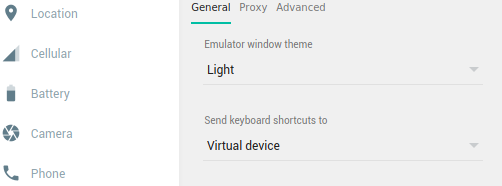 Location
Cellular
Battery
Camera
Phone
General Proxy Advanced
Emulator window theme
Light
Send keyboard shortcuts to
Virtual device